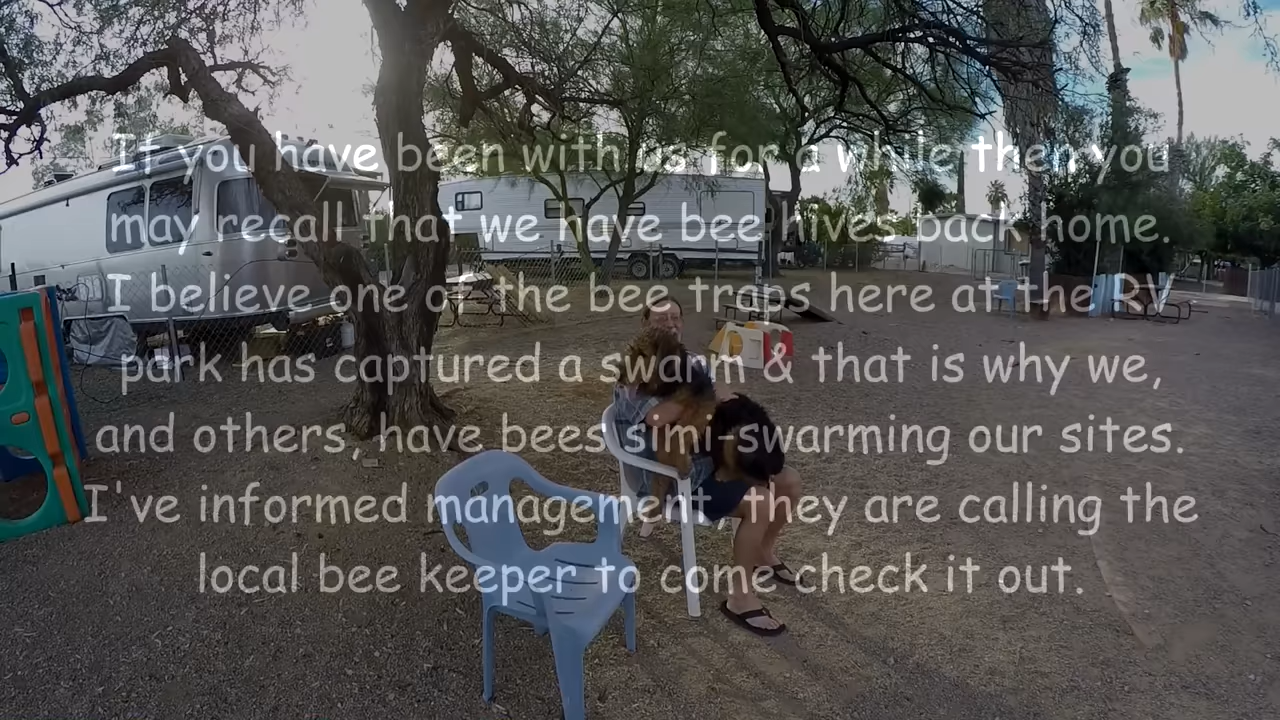 If you have been with us for a while then you
may recall that we have bee hives back home.
I believe one of the bee traps here at the RV
park has captured a swarm & that is why we,
and others, have bees simi-swarming our sites.
I've informed management, they are calling the
local bee keeper to come check it out.